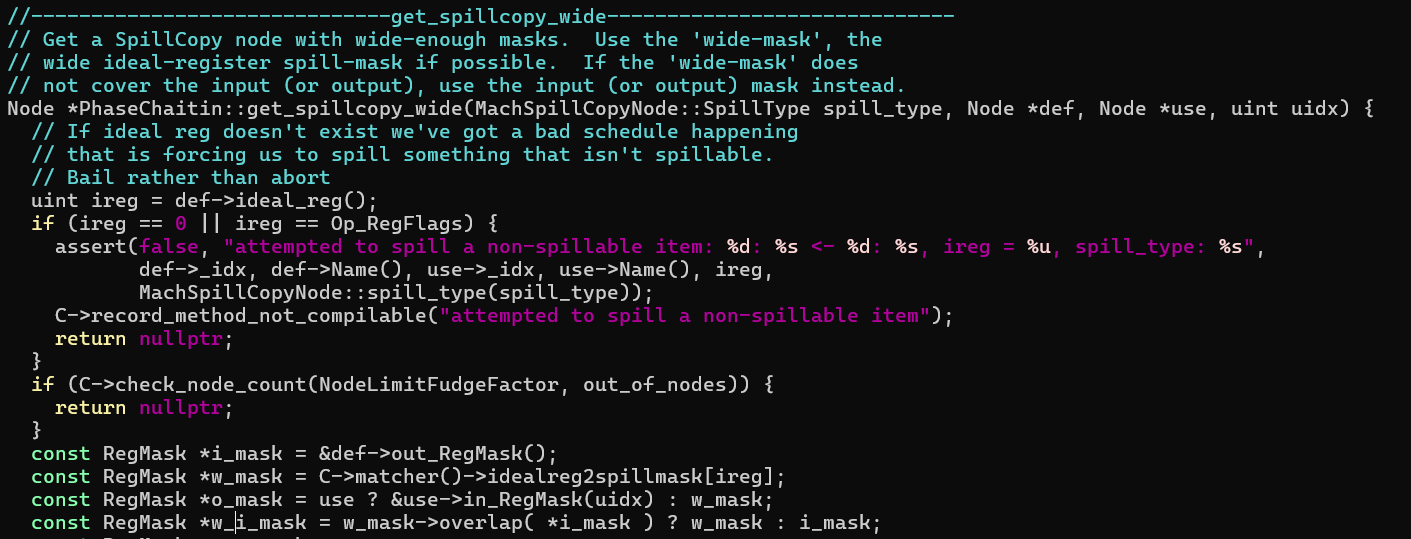 //------------------------------get_spillcopy_wide-----------------------------
// Get a SpillCopy node with wide-enough masks.  Use the 'wide-mask', the
// wide ideal-register spill-mask if possible.  If the 'wide-mask' does
// not cover the input (or output), use the input (or output) mask instead.
Node *PhaseChaitin::get_spillcopy_wide(MachSpillCopyNode::SpillType spill_type, Node *def, Node *use, uint uidx) {
  // If ideal reg doesn't exist we've got a bad schedule happening
  // that is forcing us to spill something that isn't spillable.
  // Bail rather than abort
  uint ireg = def->ideal_reg();
  if (ireg == 0 || ireg == Op_RegFlags) {
    assert(false, "attempted to spill a non-spillable item: %d: %s <- %d: %s, ireg = %u, spill_type: %s",
           def->_idx, def->Name(), use->_idx, use->Name(), ireg,
           MachSpillCopyNode::spill_type(spill_type));
    C->record_method_not_compilable("attempted to spill a non-spillable item");
    return nullptr;
  }
  if (C->check_node_count(NodeLimitFudgeFactor, out_of_nodes)) {
    return nullptr;
  }
  const RegMask *i_mask = &def->out_RegMask();
  const RegMask *w_mask = C->matcher()->idealreg2spillmask[ireg];
  const RegMask *o_mask = use ? &use->in_RegMask(uidx) : w_mask;
  const RegMask *w_i_mask = w_mask->overlap( *i_mask ) ? w_mask : i_mask;